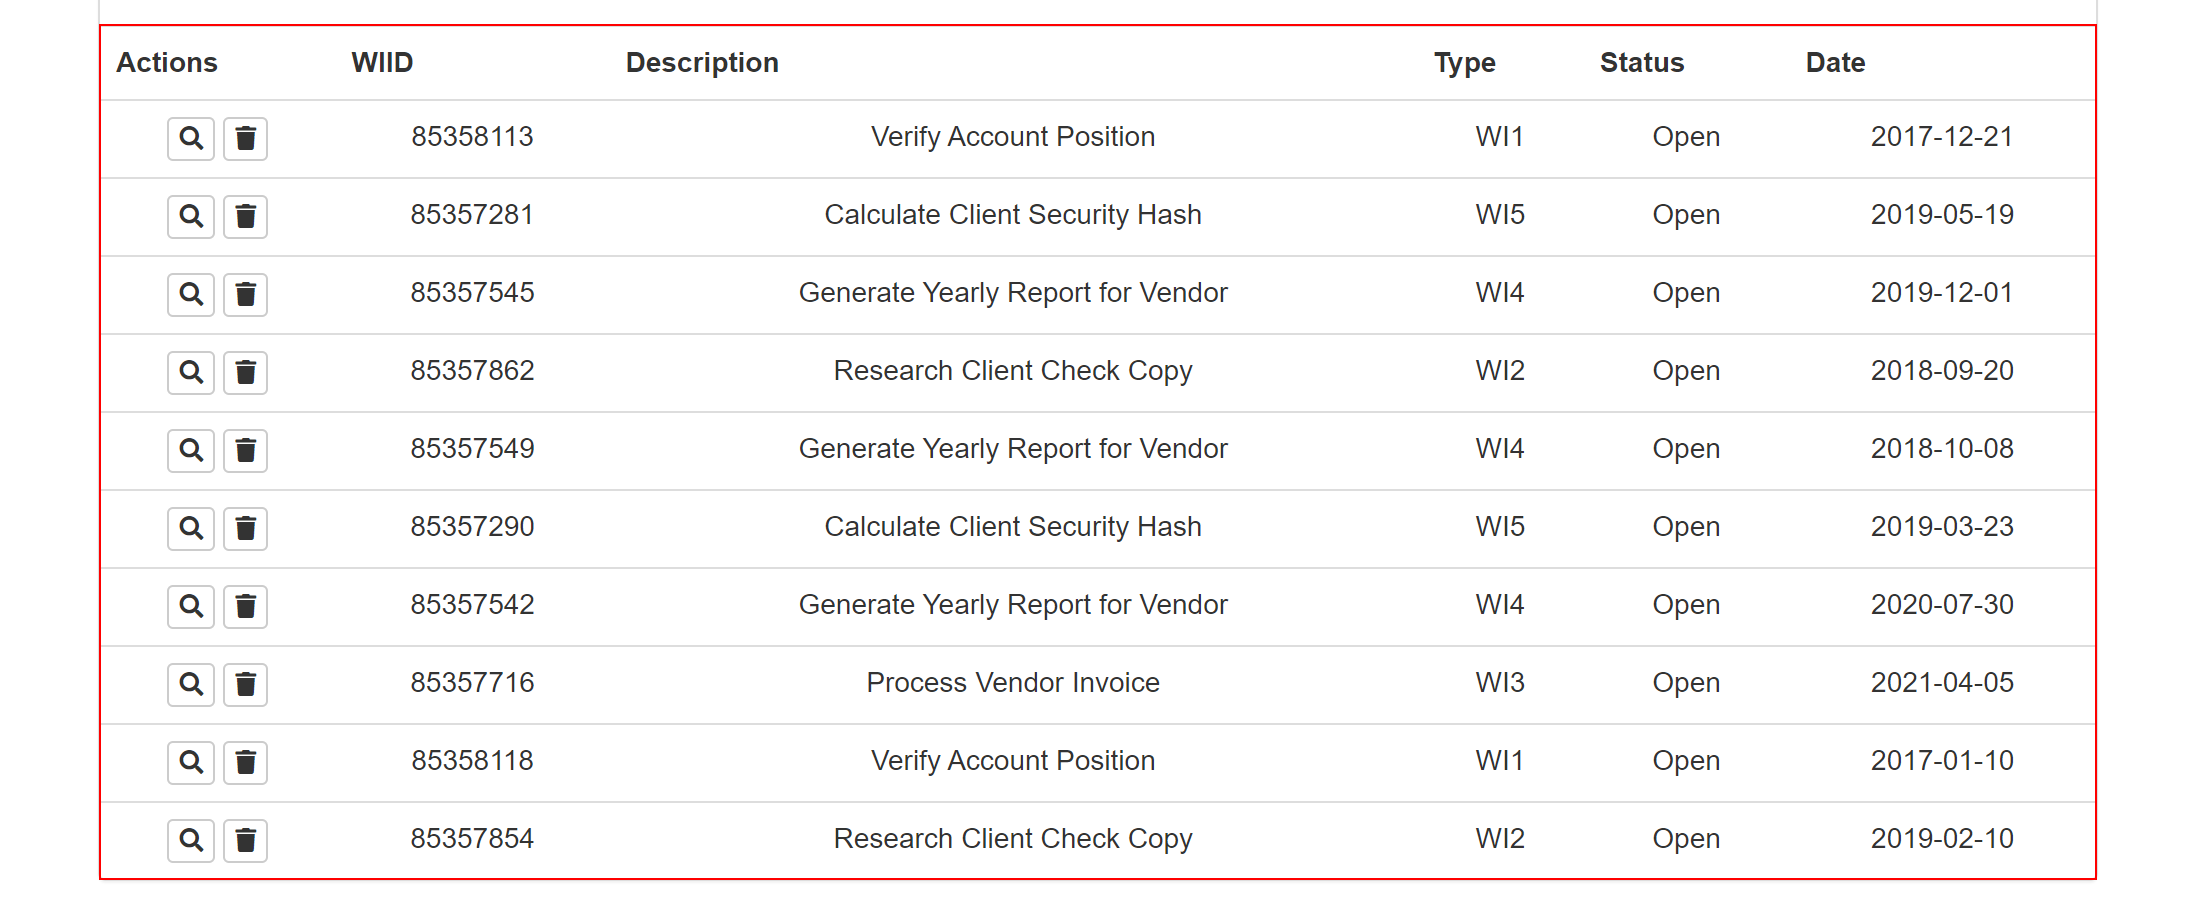 Actions WIID Description Type Status Date
85358113 Verify Account Position WI1 Open 2017-12-21
85357281 Calculate Client Security Hash WI5 Open 2019-05-19
85357545 Generate Yearly Report for Vendor WI4 Open 2019-12-01
85357862 Research Client Check Copy WI2 Open 2018-09-20
85357549 Generate Yearly Report for Vendor WI4 Open 2018-10-08
85357290 Calculate Client Security Hash WI5 Open 2019-03-23
85357542 Generate Yearly Report for Vendor WI4 Open 2020-07-30
85357716 Process Vendor Invoice WI3 Open 2021-04-05
85358118 Verify Account Position WI1 Open 2017-01-10
85357854 Research Client Check Copy WI2 Open 2019-02-10